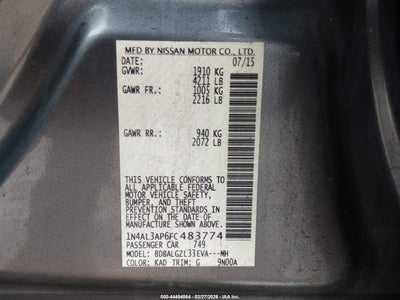 MFD BY NISSAN MOTOR CO., LTD.
DATE: 07/15
GVWR: 1910 KG
4211 LB
GAWR FR.: 1005 KG
2216 LB
GAWR RR.: 940 KG
2072 LB
THIS VEHICLE CONFORMS
TO ALL APPLICABLE FEDERAL
MOTOR VEHICLE SAFETY,
BUMPER, AND THEFT
PREVENTION STANDARDS
IN EFFECT ON THE DATE OF
MANUFACTURE SHOWN ABOVE.
1N4AL3AP6FC483774
PASSENGER CAR 749
MODEL: BDBALGZL33EVA---MH
COLOR: KAD TRIM: G 9N00A
ID: 44494084 | 02/27/2026 - IAA Inc.